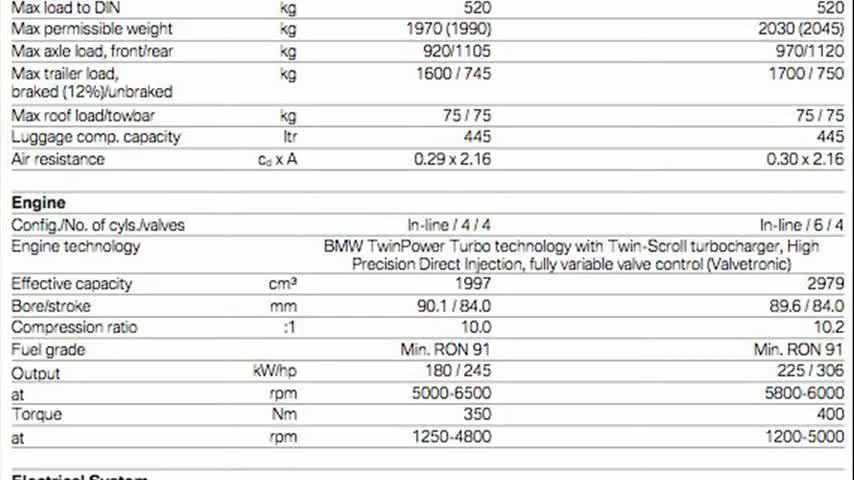 Max load to DIN kg 520 520
Max permissible weight kg 1970 (1990) 2030 (2045)
Max axle load, front/rear kg 920/1105 970/1120
Max trailer load, kg 1600 / 745 1700 / 750
braked (12%)/unbraked
Max roof load/towbar kg 75 / 75 75 / 75
Luggage comp. capacity ltr 445 445
Air resistance cd x A 0.29 x 2.16 0.30 x 2.16
Engine
Config./No. of cyls./valves In-line / 4 / 4 In-line / 6 / 4
Engine technology BMW TwinPower Turbo technology with Twin-Scroll turbocharger, High
Precision Direct Injection, fully variable valve control (Valvetronic)
Effective capacity cm³ 1997 2979
Bore/stroke mm 90.1 / 84.0 89.6 / 84.0
Compression ratio :1 10.0 10.2
Fuel grade Min. RON 91 Min. RON 91
Output kW/hp 180 / 245 225 / 306
at rpm 5000-6500 5800-6000
Torque Nm 350 400
at rpm 1250-4800 1200-5000
Electrical System